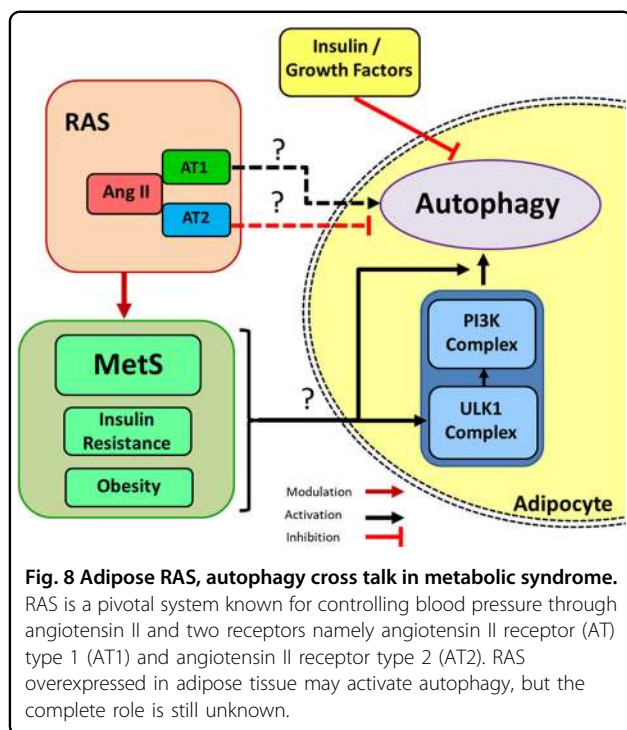 Insulin /
Growth Factors
RAS
?
AT1
Ang II
?
AT2
Autophagy
PI3K
Complex
MetS
?
ULK1
Complex
Insulin
Resistance
Obesity
Modulation
Activation
Inhibition
Adipocyte
Fig. 8 Adipose RAS, autophagy cross talk in metabolic syndrome.
RAS is a pivotal system known for controlling blood pressure through
angiotensin II and two receptors namely angiotensin II receptor (AT)
type 1 (AT1) and angiotensin II receptor type 2 (AT2). RAS
overexpressed in adipose tissue may activate autophagy, but the
complete role is still unknown.